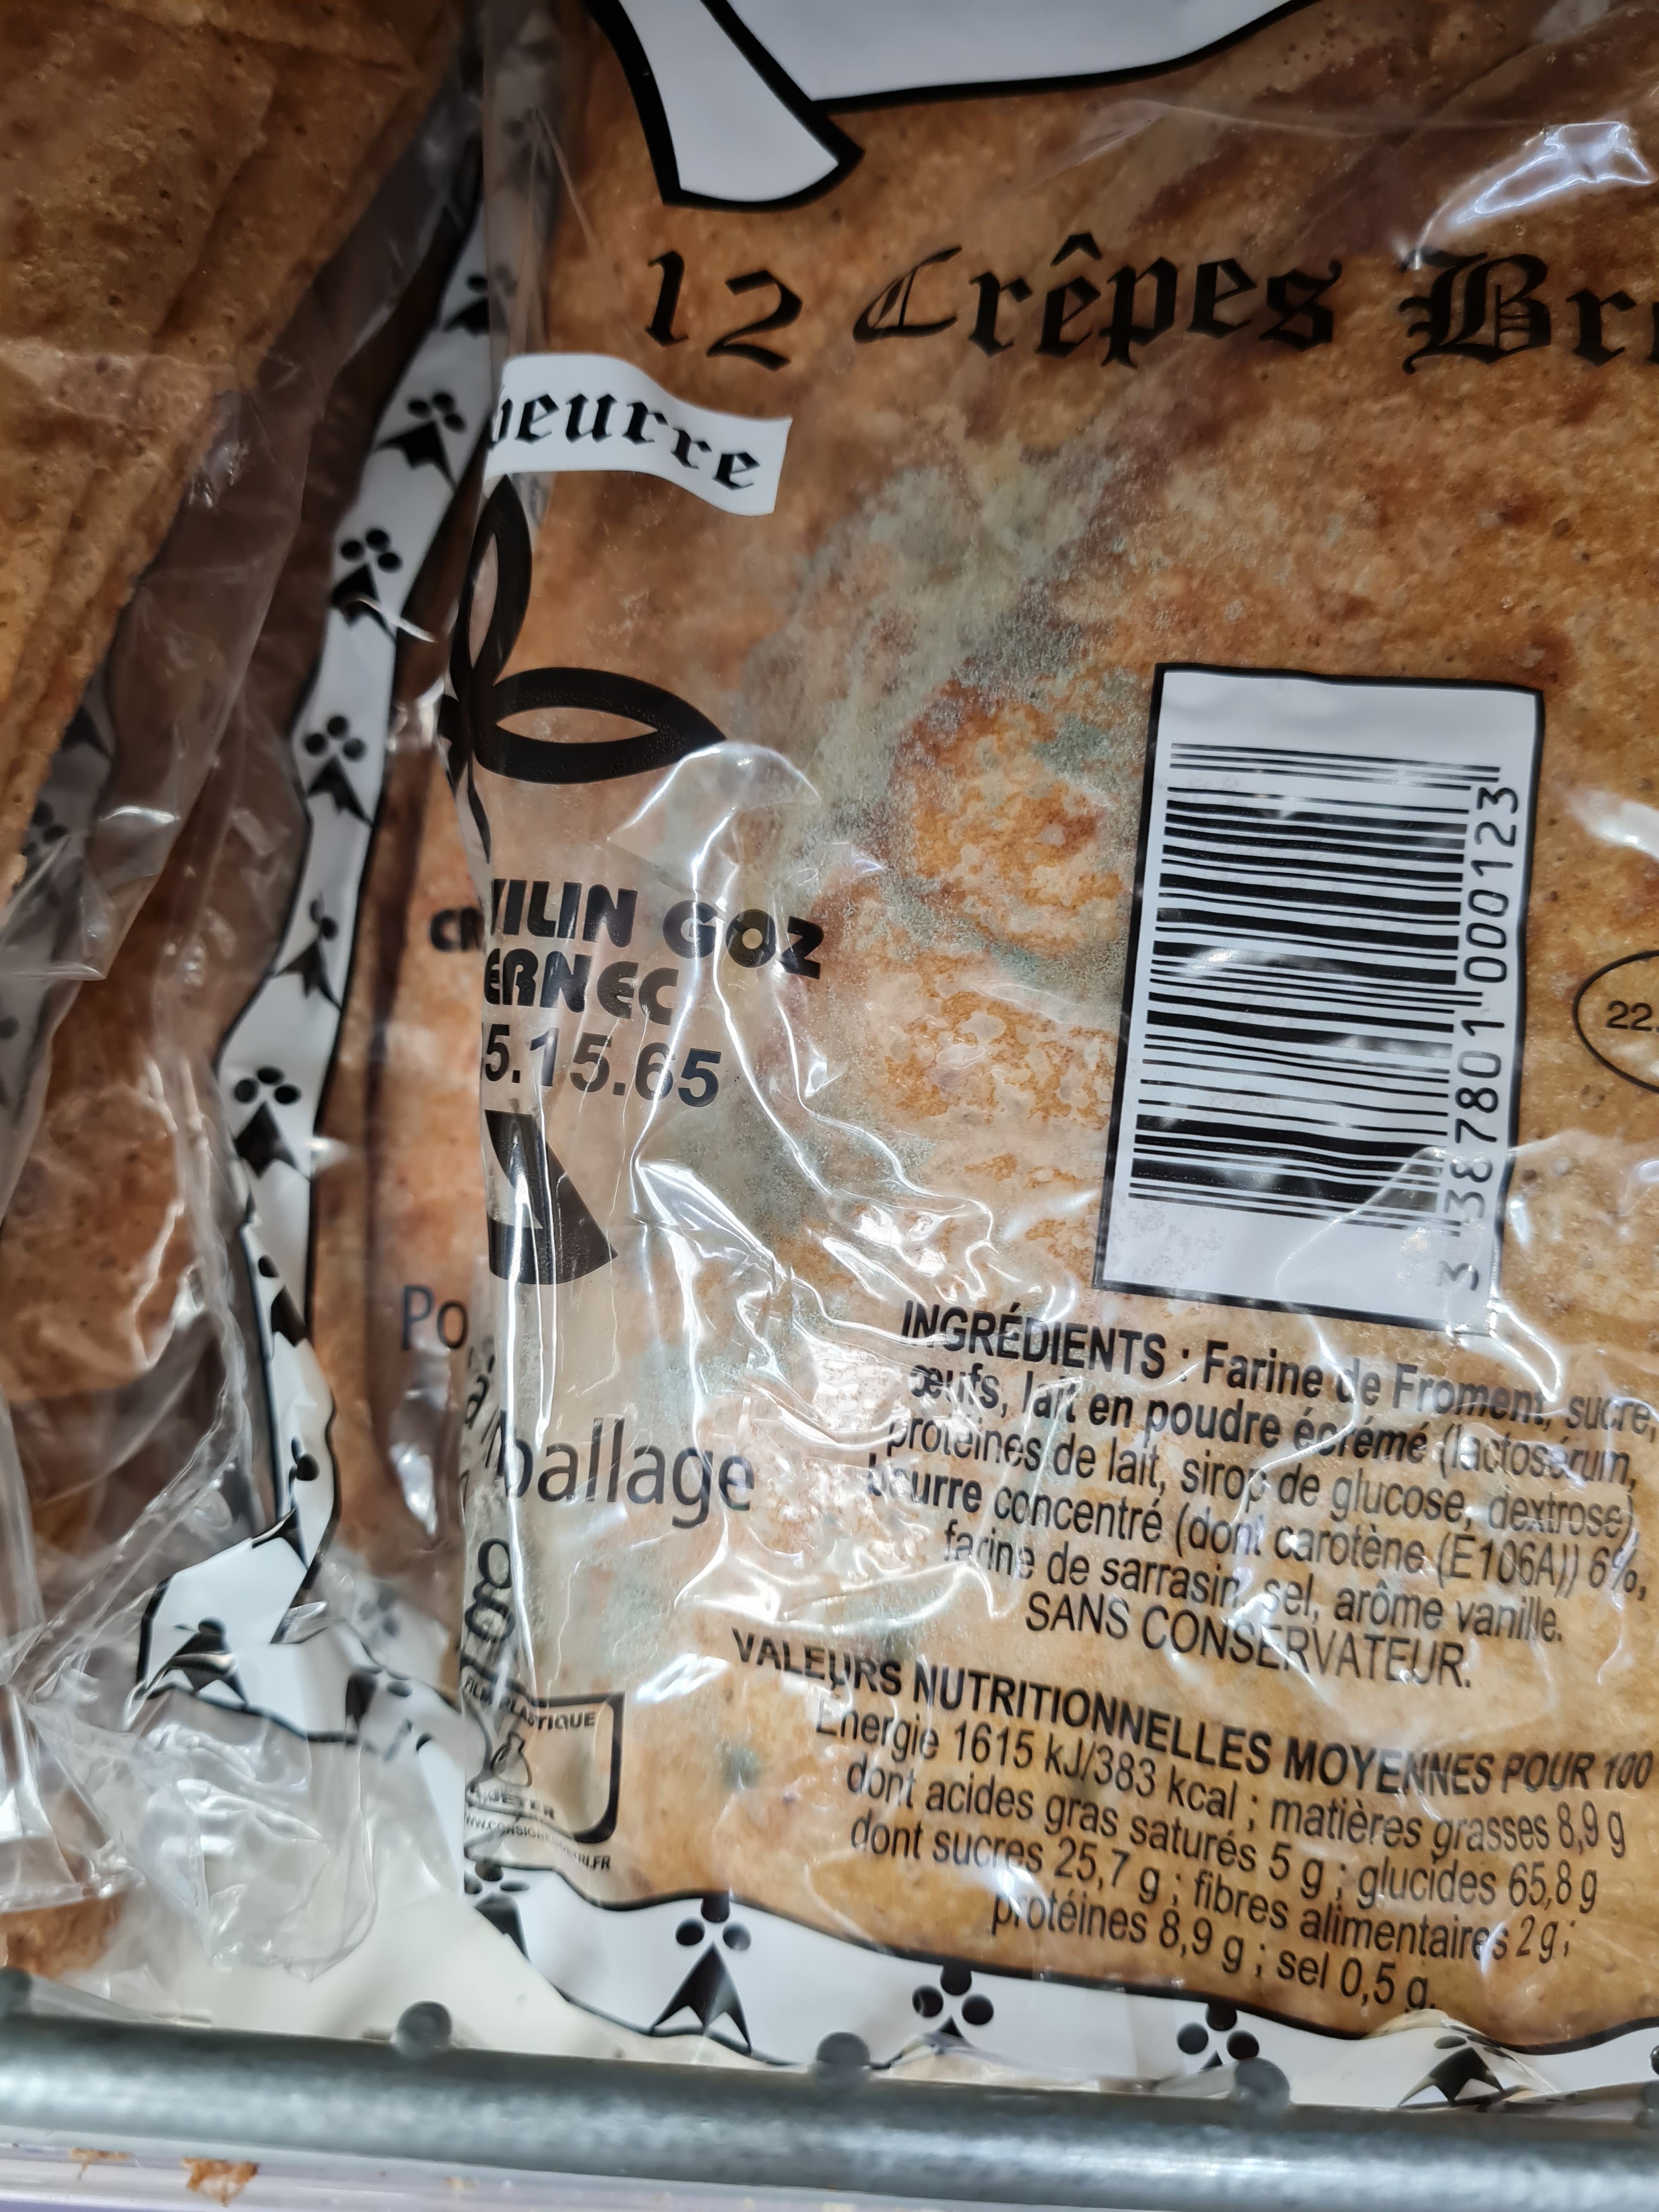 12 Crêpes Br
beurre
ILIN GOZ
ERNEC
5.15.65
Po
ballage
3 387801 000123
22.
INGRÉDIENTS : Farine de Froment, sucre,
œufs, lait en poudre écrémé (lactosérum,
protéines de lait, sirop de glucose, dextrose),
beurre concentré (dont carotène (E106A)) 6%,
farine de sarrasin, sel, arôme vanille.
SANS CONSERVATEUR.
VALEURS NUTRITIONNELLES MOYENNES POUR 100
Énergie 1615 kJ/383 kcal ; matières grasses 8,9 g
dont acides gras saturés 5 g ; glucides 65,8 g
dont sucres 25,7 g ; fibres alimentaires 2 g ;
protéines 8,9 g ; sel 0,5 g.
PLASTIQUE
JETER